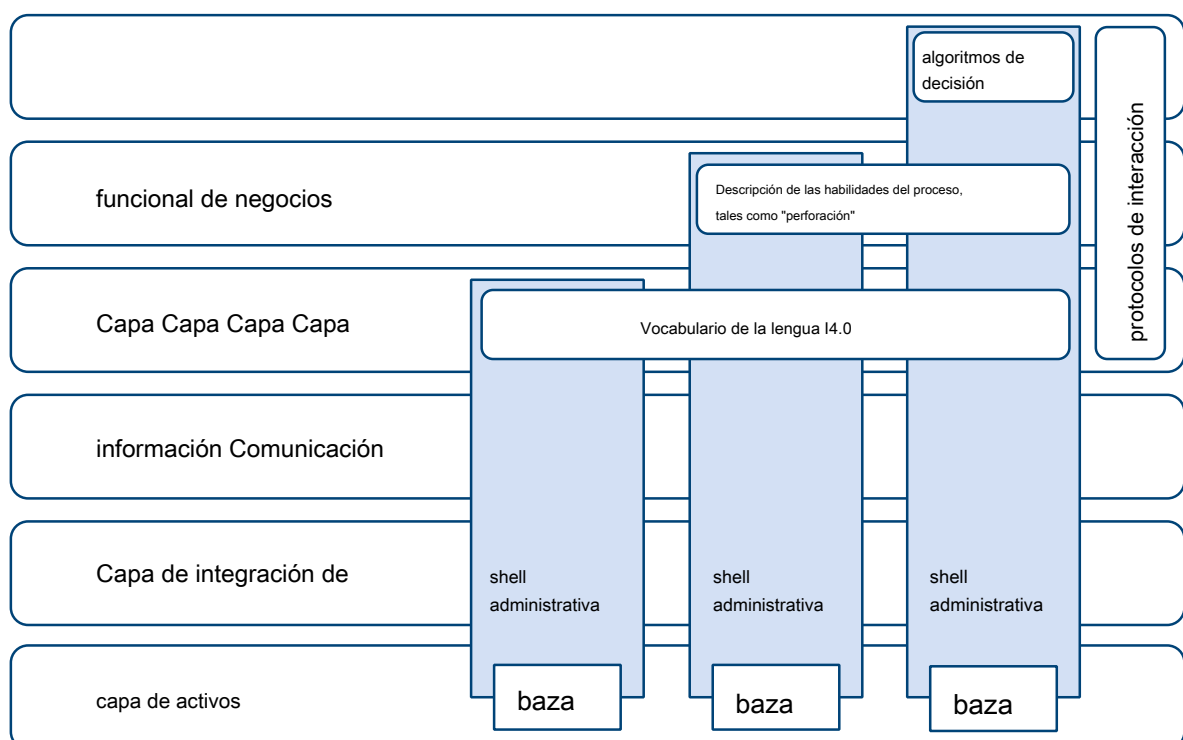 algoritmos de
decisión
protocolos de interacción
funcional de negocios
Descripción de las habilidades del proceso,
tales como "perforación"
Capa Capa Capa Capa
Vocabulario de la lengua I4.0
información Comunicación
Capa de integración de
shell
administrativa
shell
administrativa
shell
administrativa
capa de activos
baza
baza
baza